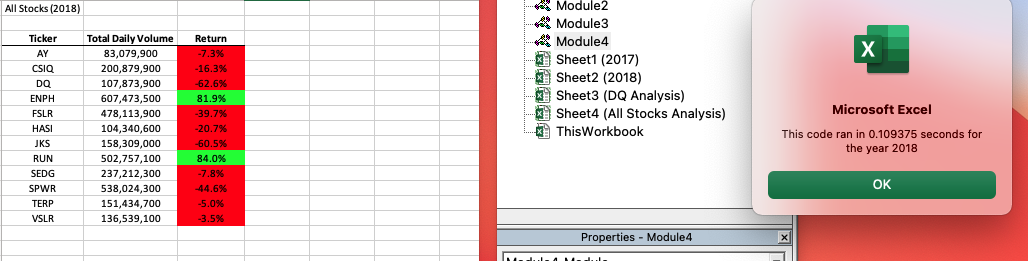 All Stocks (2018)
Ticker Total Daily Volume Return
AY 83,079,900 -7.3%
CSIQ 200,879,900 -16.3%
DQ 107,873,900 -62.6%
ENPH 607,473,500 81.9%
FSLR 478,113,900 -39.7%
HASI 104,340,600 -20.7%
JKS 158,309,000 -60.5%
RUN 502,757,100 84.0%
SEDG 237,212,300 -7.8%
SPWR 538,024,300 -44.6%
TERP 151,434,700 -5.0%
VSLR 136,539,100 -3.5%
Module2
Module3
Module4
Sheet1 (2017)
Sheet2 (2018)
Sheet3 (DQ Analysis)
Sheet4 (All Stocks Analysis)
ThisWorkbook
Properties - Module4
Module4 Module
X
Microsoft Excel
This code ran in 0.109375 seconds for
the year 2018
OK